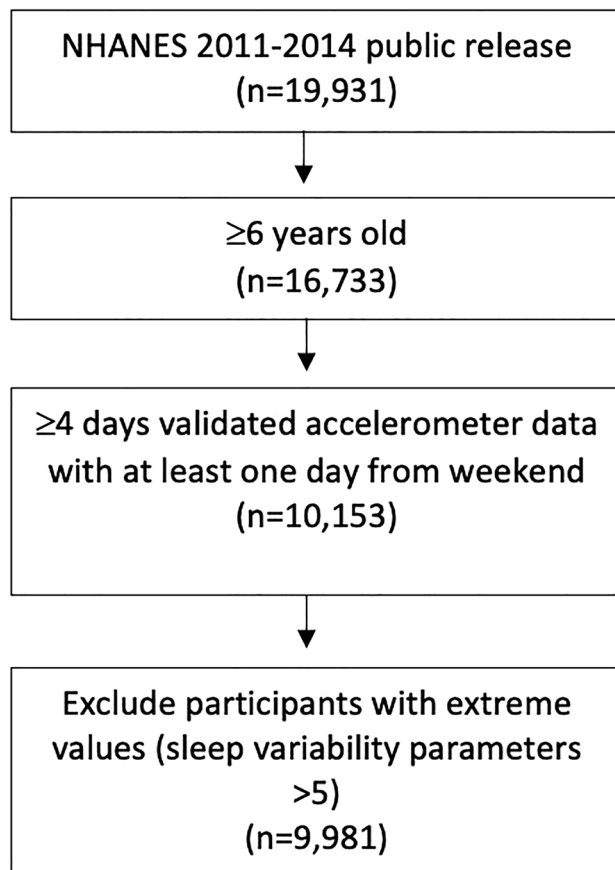 NHANES 2011-2014 public release
(n=19,931)
≥6 years old
(n=16,733)
≥4 days validated accelerometer data
with at least one day from weekend
(n=10,153)
Exclude participants with extreme
values (sleep variability parameters
>5)
(n=9,981)